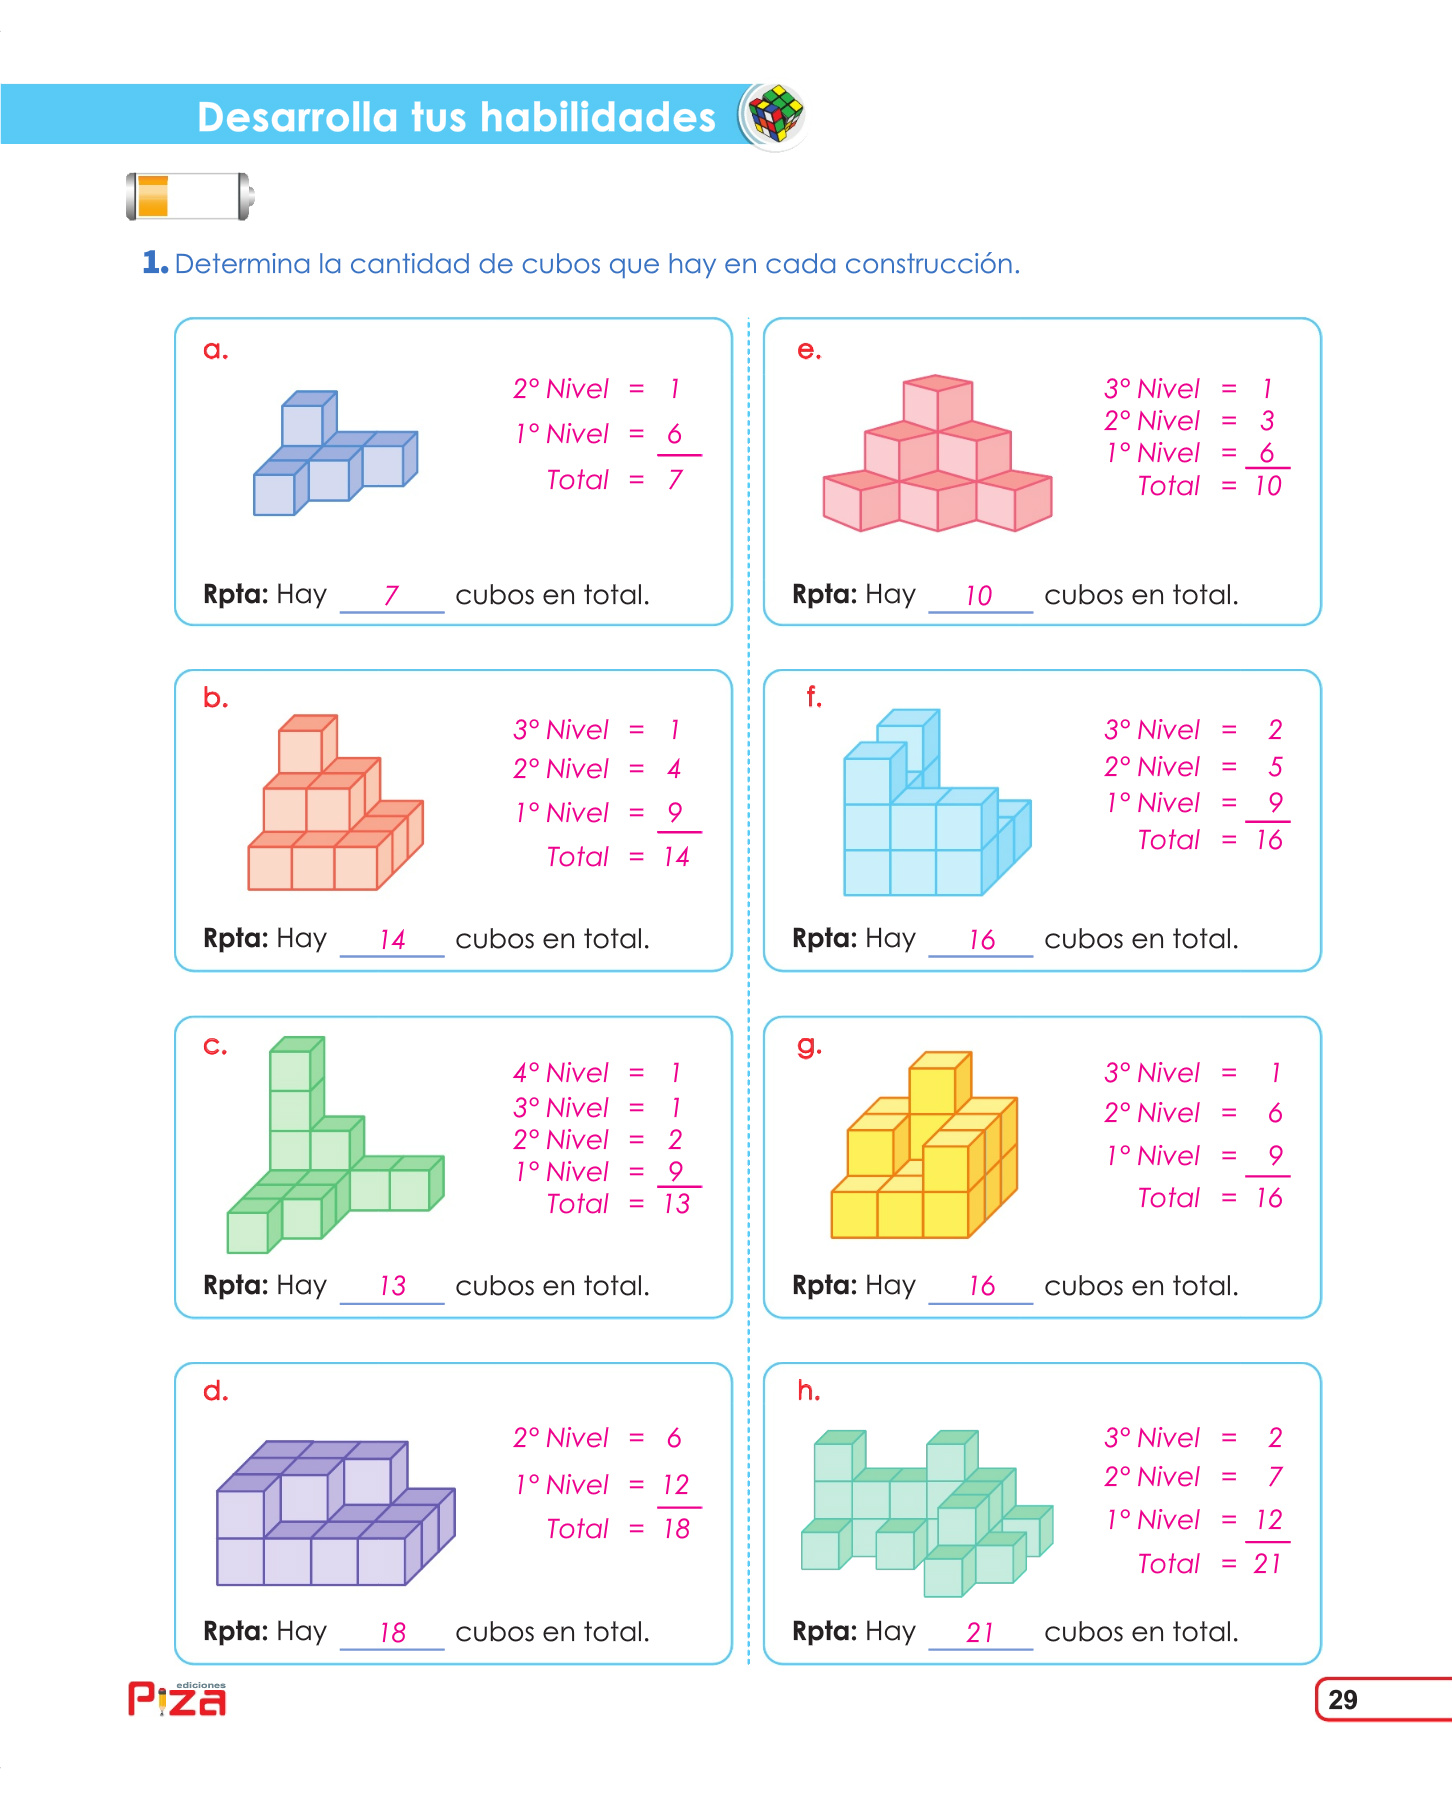 Desarrolla tus habilidades
1. Determina la cantidad de cubos que hay en cada construcción.
a.
2° Nivel = 1
1° Nivel = 6
Total = 7
Rpta: Hay 7 cubos en total.
b.
3° Nivel = 1
2° Nivel = 4
1° Nivel = 9
Total = 14
Rpta: Hay 14 cubos en total.
c.
4° Nivel = 1
3° Nivel = 1
2° Nivel = 2
1° Nivel = 9
Total = 13
Rpta: Hay 13 cubos en total.
d.
2° Nivel = 6
1° Nivel = 12
Total = 18
Rpta: Hay 18 cubos en total.
e.
3° Nivel = 1
2° Nivel = 3
1° Nivel = 6
Total = 10
Rpta: Hay 10 cubos en total.
f.
3° Nivel = 2
2° Nivel = 5
1° Nivel = 9
Total = 16
Rpta: Hay 16 cubos en total.
g.
3° Nivel = 1
2° Nivel = 6
1° Nivel = 9
Total = 16
Rpta: Hay 16 cubos en total.
h.
3° Nivel = 2
2° Nivel = 7
1° Nivel = 12
Total = 21
Rpta: Hay 21 cubos en total.
ediciones
Piza
29